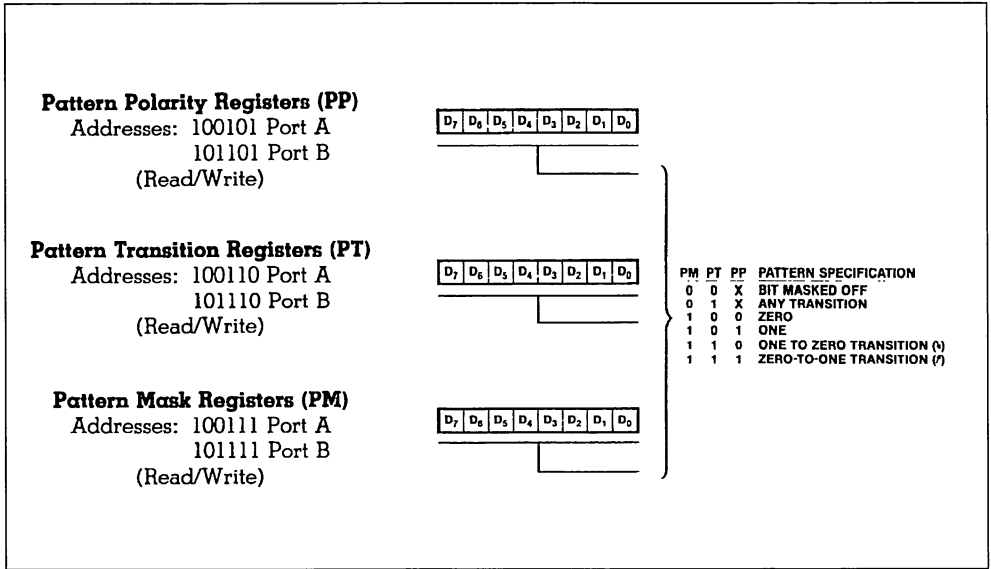 Pattern Polarity Registers (PP)
Addresses: 100101 Port A
101101 Port B
(Read/Write)
D7 D6 D5 D4 D3 D2 D1 D0
Pattern Transition Registers (PT)
Addresses: 100110 Port A
101110 Port B
(Read/Write)
D7 D6 D5 D4 D3 D2 D1 D0
Pattern Mask Registers (PM)
Addresses: 100111 Port A
101111 Port B
(Read/Write)
D7 D6 D5 D4 D3 D2 D1 D0
PM PT PP PATTERN SPECIFICATION
0 0 X BIT MASKED OFF
0 1 X ANY TRANSITION
1 0 0 ZERO
1 0 1 ONE
1 1 0 ONE TO ZERO TRANSITION (↘)
1 1 1 ZERO-TO-ONE TRANSITION (↗)